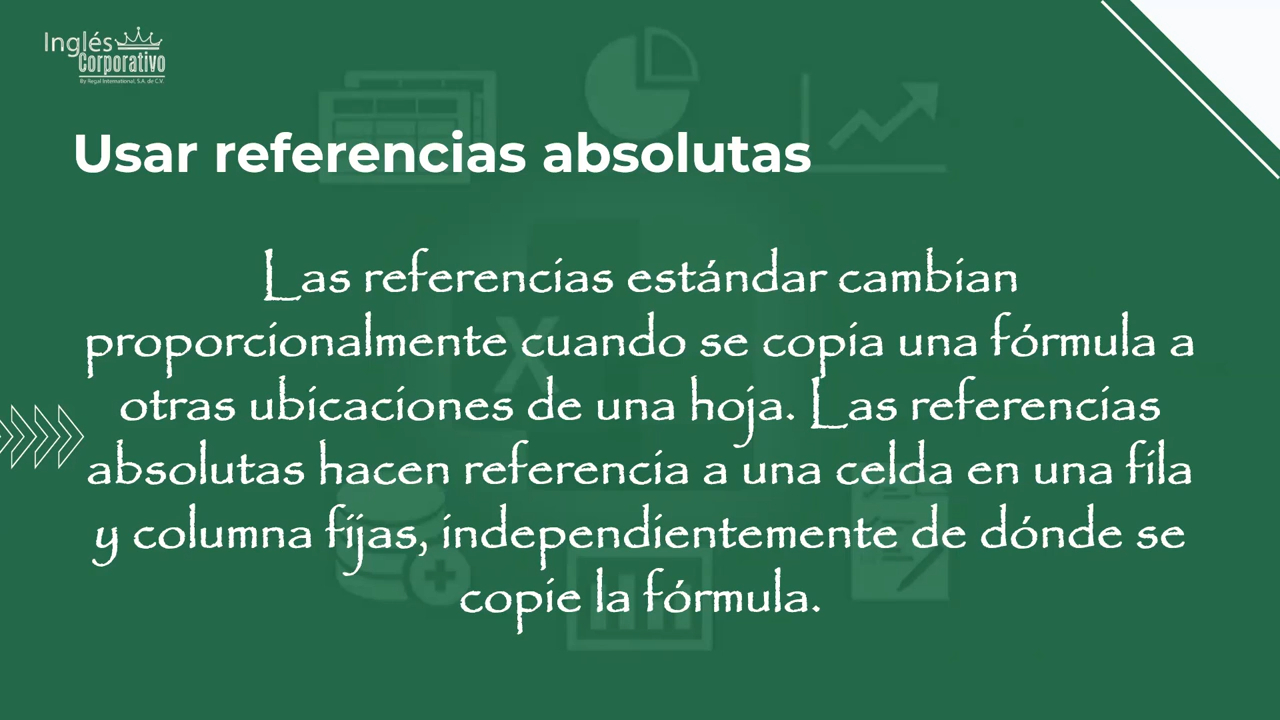 Inglés
Corporativo
By Regal International, S.A. de C.V.
Usar referencias absolutas
Las referencias estándar cambian
proporcionalmente cuando se copia una fórmula a
otras ubicaciones de una hoja. Las referencias
absolutas hacen referencia a una celda en una fila
y columna fijas, independientemente de dónde se
copie la fórmula.
X